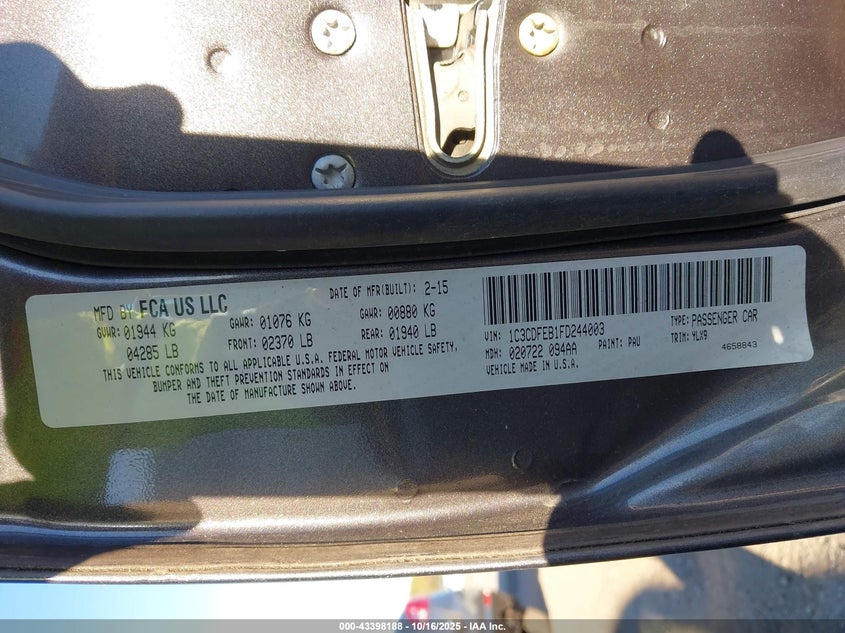 MFD BY FCA US LLC
DATE OF MFR(BUILT): 2-15
GVWR: 01944 KG
04285 LB
GAWR: 01076 KG
FRONT: 02370 LB
GAWR: 00880 KG
REAR: 01940 LB
THIS VEHICLE CONFORMS TO ALL APPLICABLE U.S.A. FEDERAL MOTOR VEHICLE SAFETY,
BUMPER AND THEFT PREVENTION STANDARDS IN EFFECT ON
THE DATE OF MANUFACTURE SHOWN ABOVE.
VIN: 1C3CDFEB1FD244003
TYPE: PASSENGER CAR
MDH: 020722 094AA
PAINT: PAU
TRIM: YLX9
VEHICLE MADE IN U.S.A.
4658843
000-43398188 - 10/16/2025 - IAA Inc.